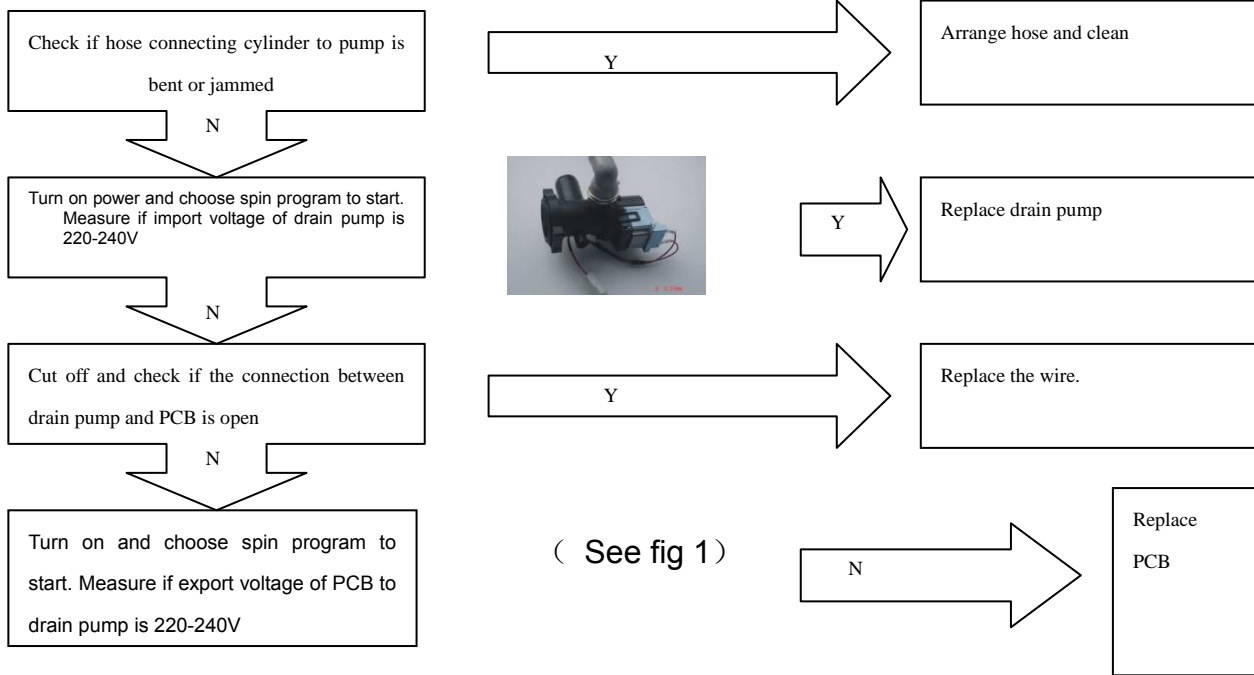 Check if hose connecting cylinder to pump is
bent or jammed
Y
Arrange hose and clean
N
Turn on power and choose spin program to start.
Measure if import voltage of drain pump is
220-240V
Y
Replace drain pump
N
Cut off and check if the connection between
drain pump and PCB is open
Y
Replace the wire.
N
Turn on and choose spin program to
start. Measure if export voltage of PCB to
drain pump is 220-240V
( See fig 1)
N
Replace
PCB